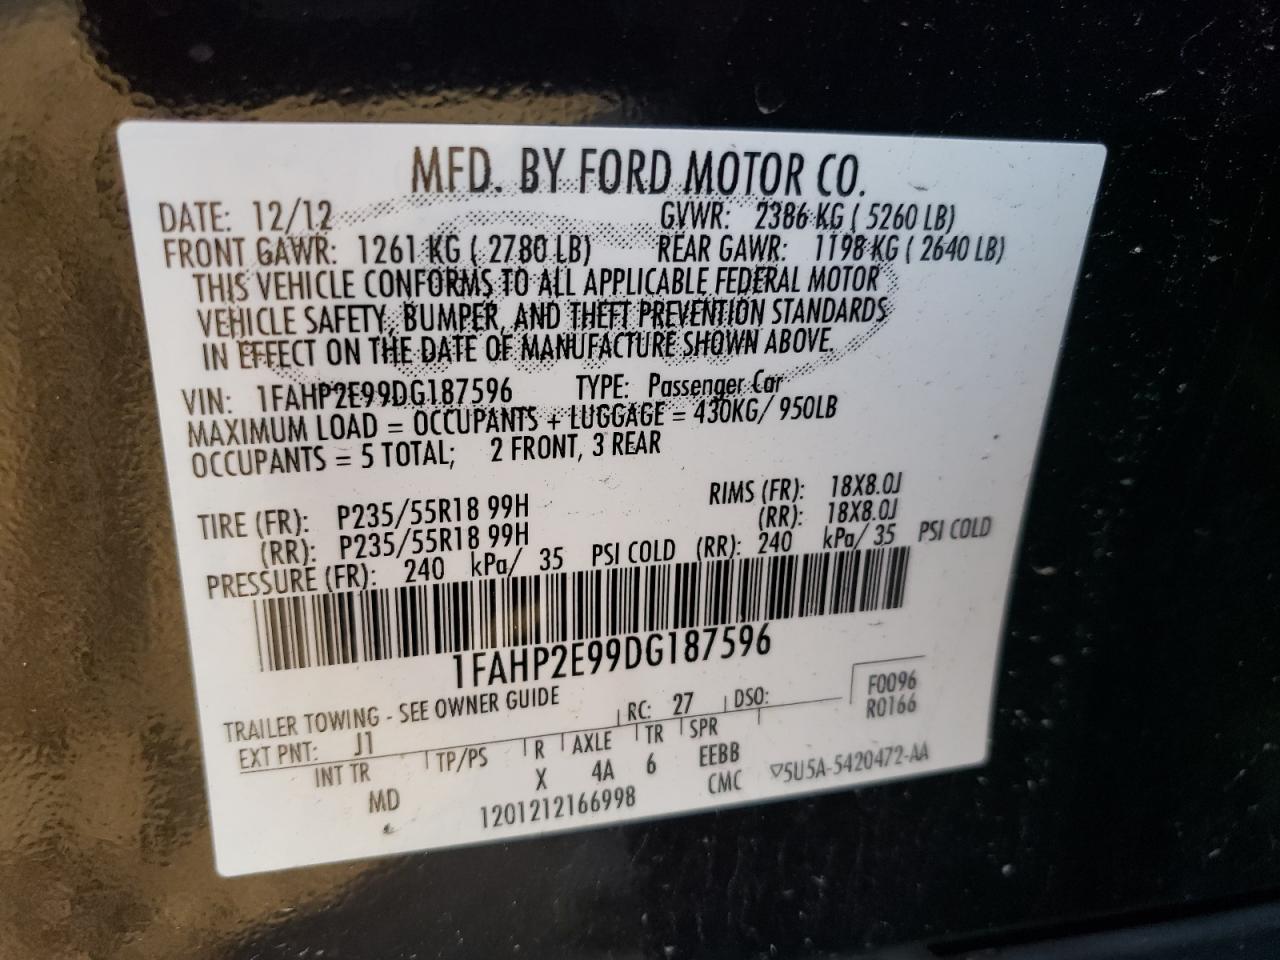 MFD. BY FORD MOTOR CO.
DATE: 12/12 GVWR: 2386 KG ( 5260 LB)
FRONT GAWR: 1261 KG ( 2780 LB) REAR GAWR: 1198 KG ( 2640 LB)
THIS VEHICLE CONFORMS TO ALL APPLICABLE FEDERAL MOTOR
VEHICLE SAFETY, BUMPER, AND THEFT PREVENTION STANDARDS
IN EFFECT ON THE DATE OF MANUFACTURE SHOWN ABOVE.
VIN: 1FAHP2E99DG187596 TYPE: Passenger Car
MAXIMUM LOAD = OCCUPANTS + LUGGAGE = 430KG/ 950LB
OCCUPANTS = 5 TOTAL; 2 FRONT, 3 REAR
TIRE (FR): P235/55R18 99H RIMS (FR): 18X8.0J
(RR): P235/55R18 99H (RR): 18X8.0J
PRESSURE (FR): 240 kPa/ 35 PSI COLD (RR): 240 kPa/ 35 PSI COLD
1FAHP2E99DG187596
TRAILER TOWING - SEE OWNER GUIDE
F0096
EXT PNT: J1 RC: 27 DSO: R0166
INT TR TP/PS R AXLE TR SPR
MD X 4A 6 EEBB
1201212166998 CMC ▽5U5A-5420472-AA